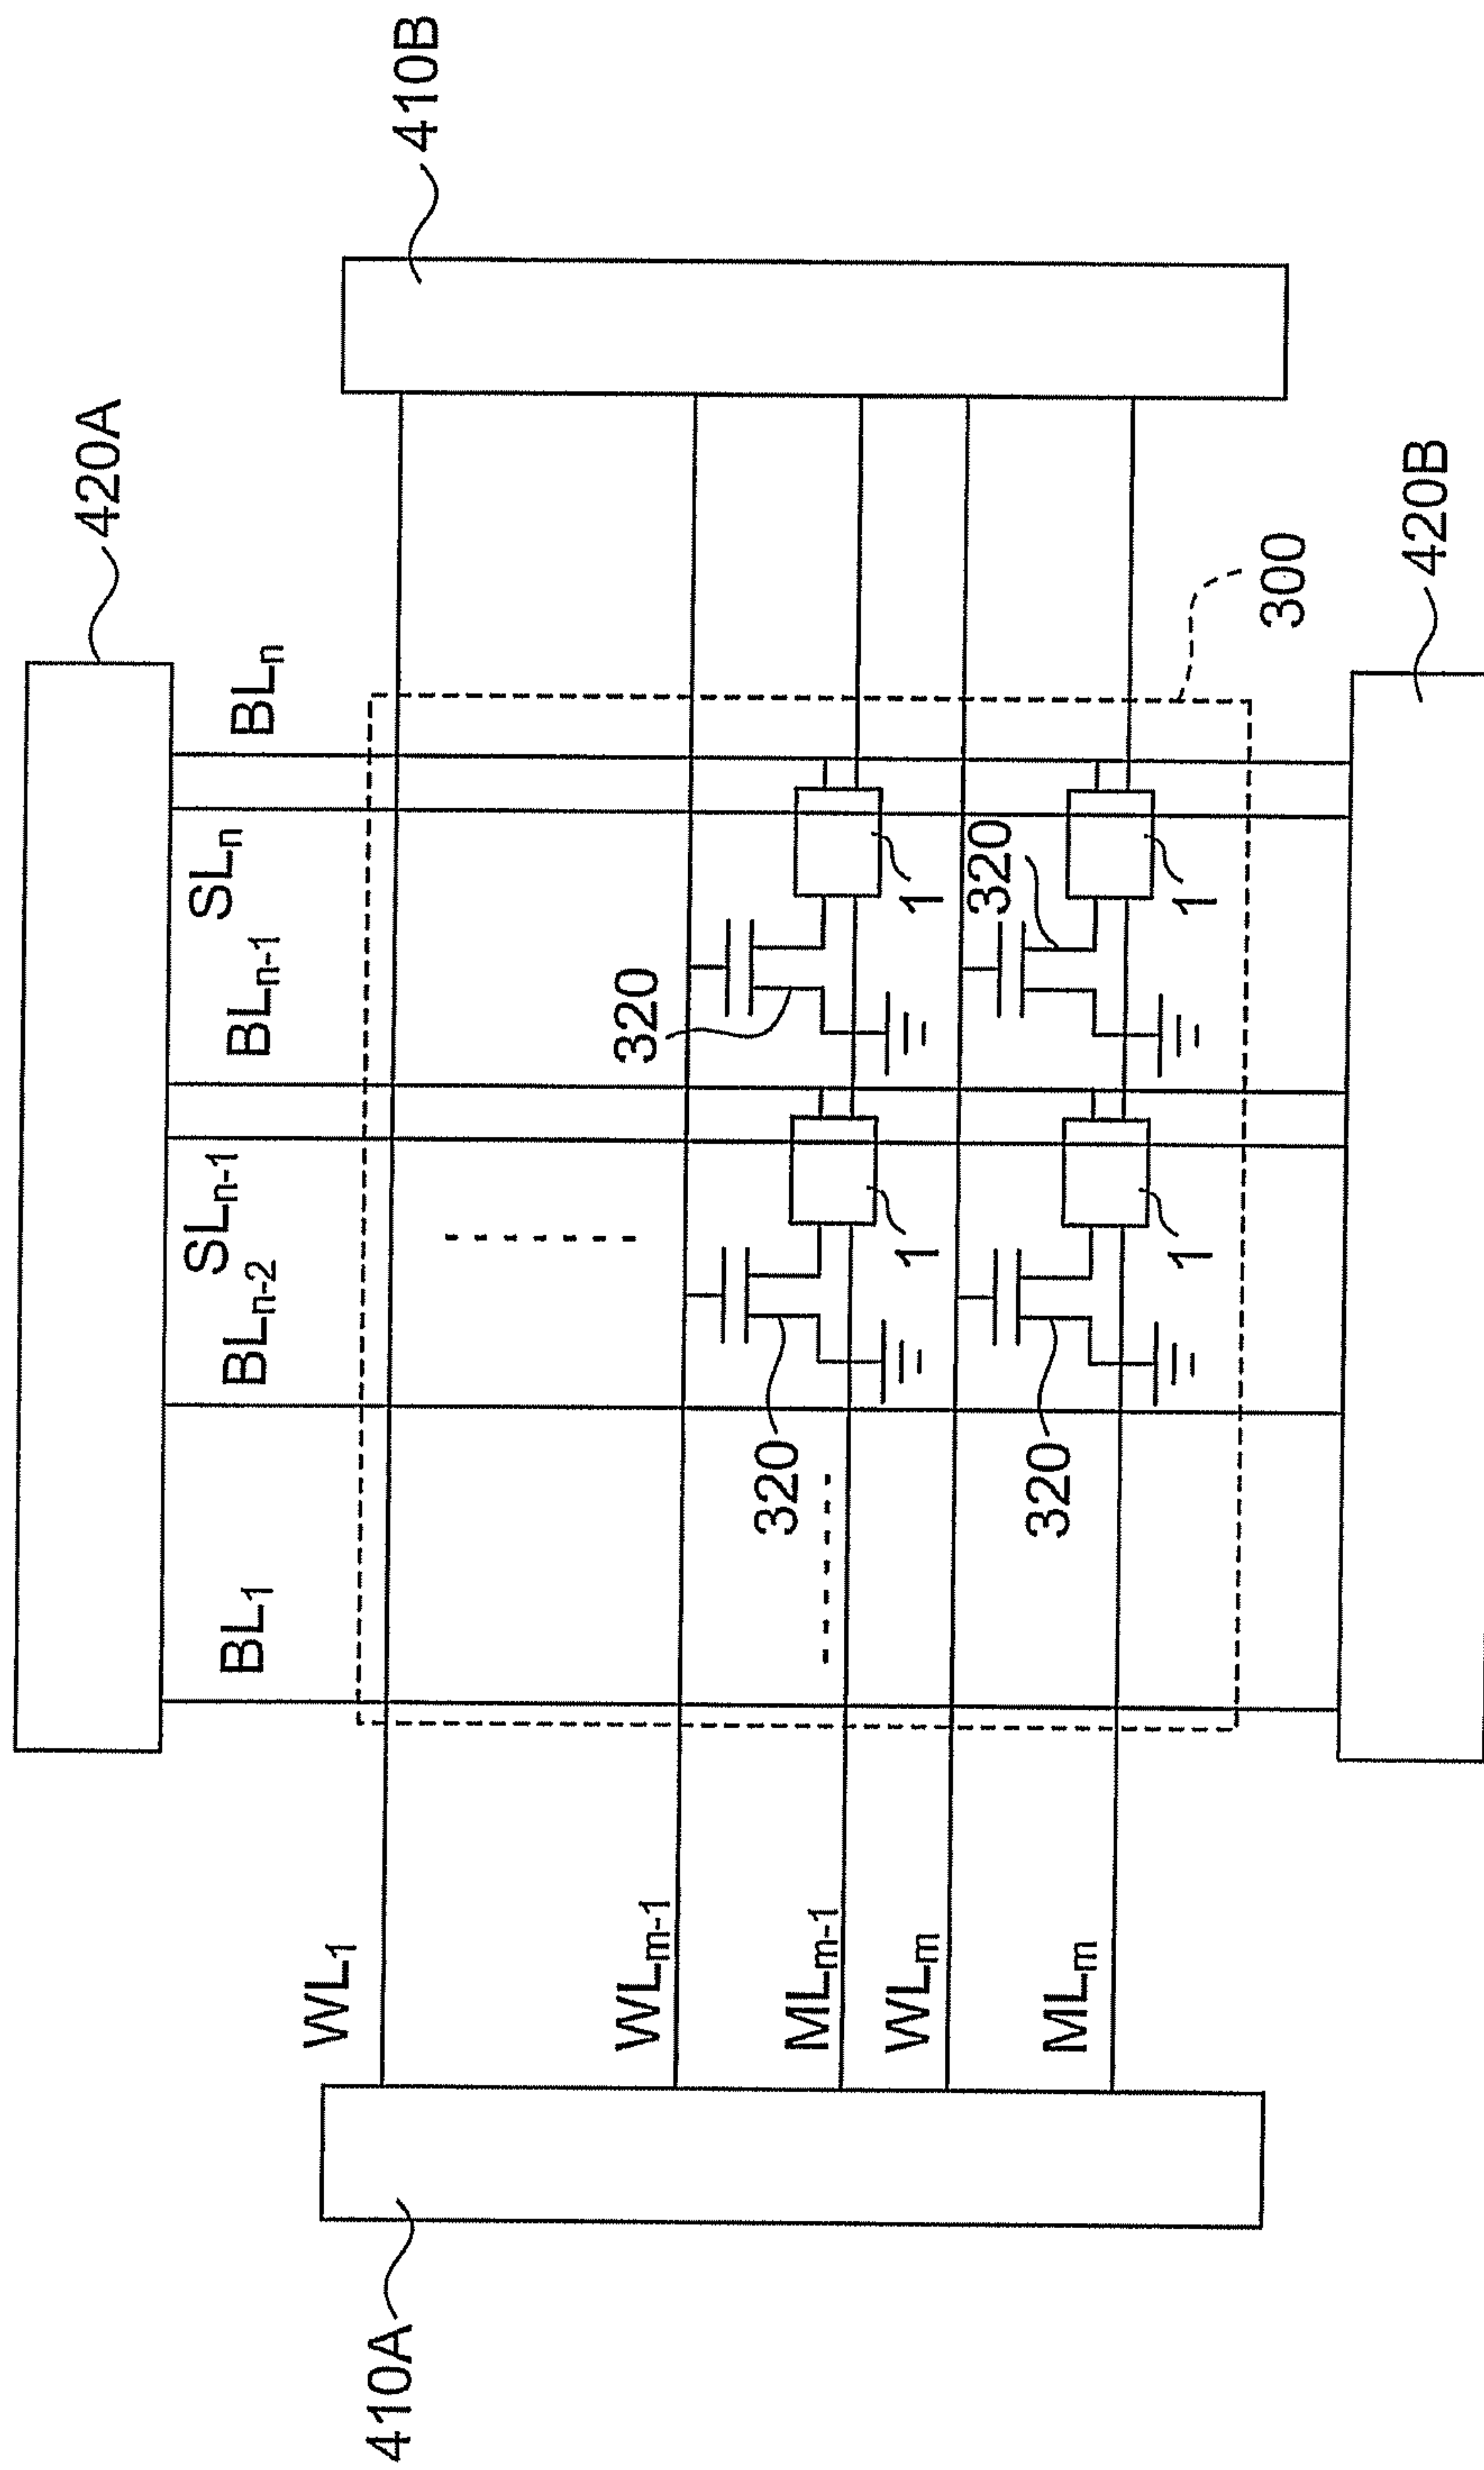 420A
SLn-1 SLn
BL1 BLn-2 BLn-1 BLn
WL1
410A 410B
WLm-1 320
MLm-1 320
WLm 1 1
320
MLm 320
1 1
300
420B